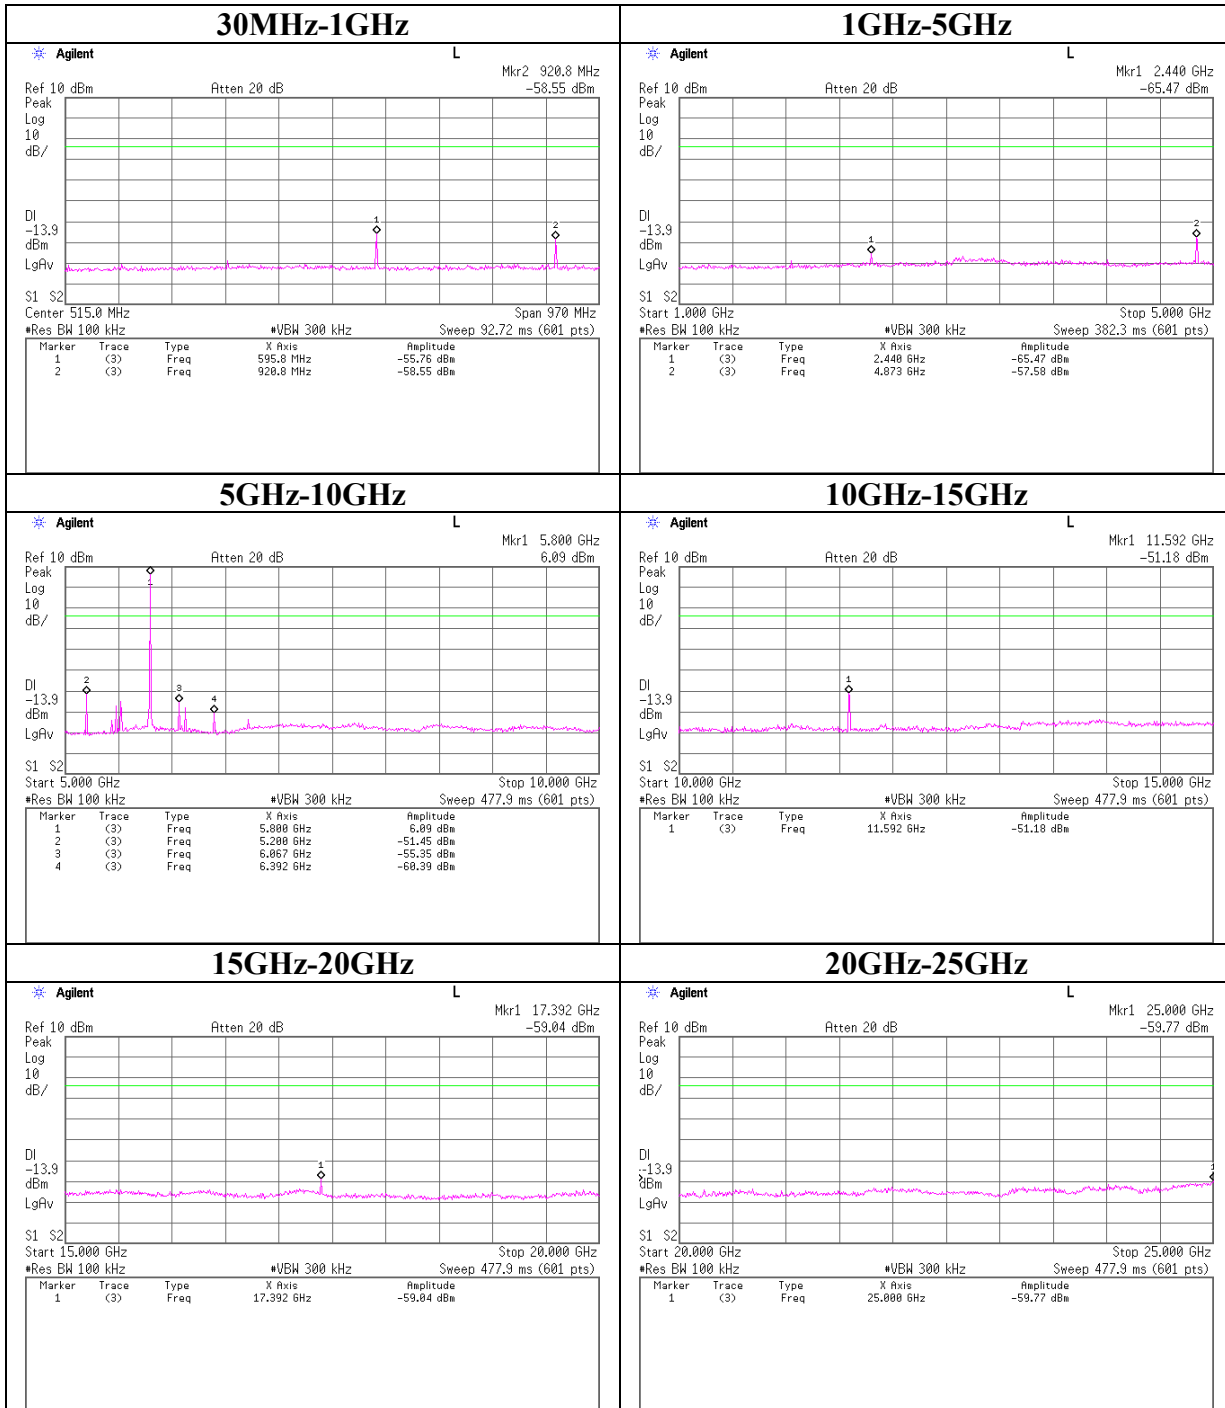 30MHz-1GHz
Agilent L
Mkr2 920.8 MHz
Ref 10 dBm Atten 20 dB -58.55 dBm
Peak
Log
10
dB/
1
2
DI
-13.9
dBm
LgAv
S1 S2
Center 515.0 MHz Span 970 MHz
#Res BW 100 kHz #VBW 300 kHz Sweep 92.72 ms (601 pts)
Marker Trace Type X Axis Amplitude
1 (3) Freq 595.8 MHz -55.76 dBm
2 (3) Freq 920.8 MHz -58.55 dBm
1GHz-5GHz
Agilent L
Mkr1 2.440 GHz
Ref 10 dBm Atten 20 dB -65.47 dBm
Peak
Log
10
dB/
1
2
DI
-13.9
dBm
LgAv
S1 S2
Start 1.000 GHz Stop 5.000 GHz
#Res BW 100 kHz #VBW 300 kHz Sweep 382.3 ms (601 pts)
Marker Trace Type X Axis Amplitude
1 (3) Freq 2.440 GHz -65.47 dBm
2 (3) Freq 4.873 GHz -57.58 dBm
5GHz-10GHz
Agilent L
Mkr1 5.800 GHz
Ref 10 dBm Atten 20 dB 6.09 dBm
Peak
Log
10
dB/
1
2
3
4
DI
-13.9
dBm
LgAv
S1 S2
Start 5.000 GHz Stop 10.000 GHz
#Res BW 100 kHz #VBW 300 kHz Sweep 477.9 ms (601 pts)
Marker Trace Type X Axis Amplitude
1 (3) Freq 5.800 GHz 6.09 dBm
2 (3) Freq 5.200 GHz -51.45 dBm
3 (3) Freq 6.067 GHz -55.35 dBm
4 (3) Freq 6.392 GHz -60.39 dBm
10GHz-15GHz
Agilent L
Mkr1 11.592 GHz
Ref 10 dBm Atten 20 dB -51.18 dBm
Peak
Log
10
dB/
1
DI
-13.9
dBm
LgAv
S1 S2
Start 10.000 GHz Stop 15.000 GHz
#Res BW 100 kHz #VBW 300 kHz Sweep 477.9 ms (601 pts)
Marker Trace Type X Axis Amplitude
1 (3) Freq 11.592 GHz -51.18 dBm
15GHz-20GHz
Agilent L
Mkr1 17.392 GHz
Ref 10 dBm Atten 20 dB -59.04 dBm
Peak
Log
10
dB/
1
DI
-13.9
dBm
LgAv
S1 S2
Start 15.000 GHz Stop 20.000 GHz
#Res BW 100 kHz #VBW 300 kHz Sweep 477.9 ms (601 pts)
Marker Trace Type X Axis Amplitude
1 (3) Freq 17.392 GHz -59.04 dBm
20GHz-25GHz
Agilent L
Mkr1 25.000 GHz
Ref 10 dBm Atten 20 dB -59.77 dBm
Peak
Log
10
dB/
1
DI
-13.9
dBm
LgAv
S1 S2
Start 20.000 GHz Stop 25.000 GHz
#Res BW 100 kHz #VBW 300 kHz Sweep 477.9 ms (601 pts)
Marker Trace Type X Axis Amplitude
1 (3) Freq 25.000 GHz -59.77 dBm